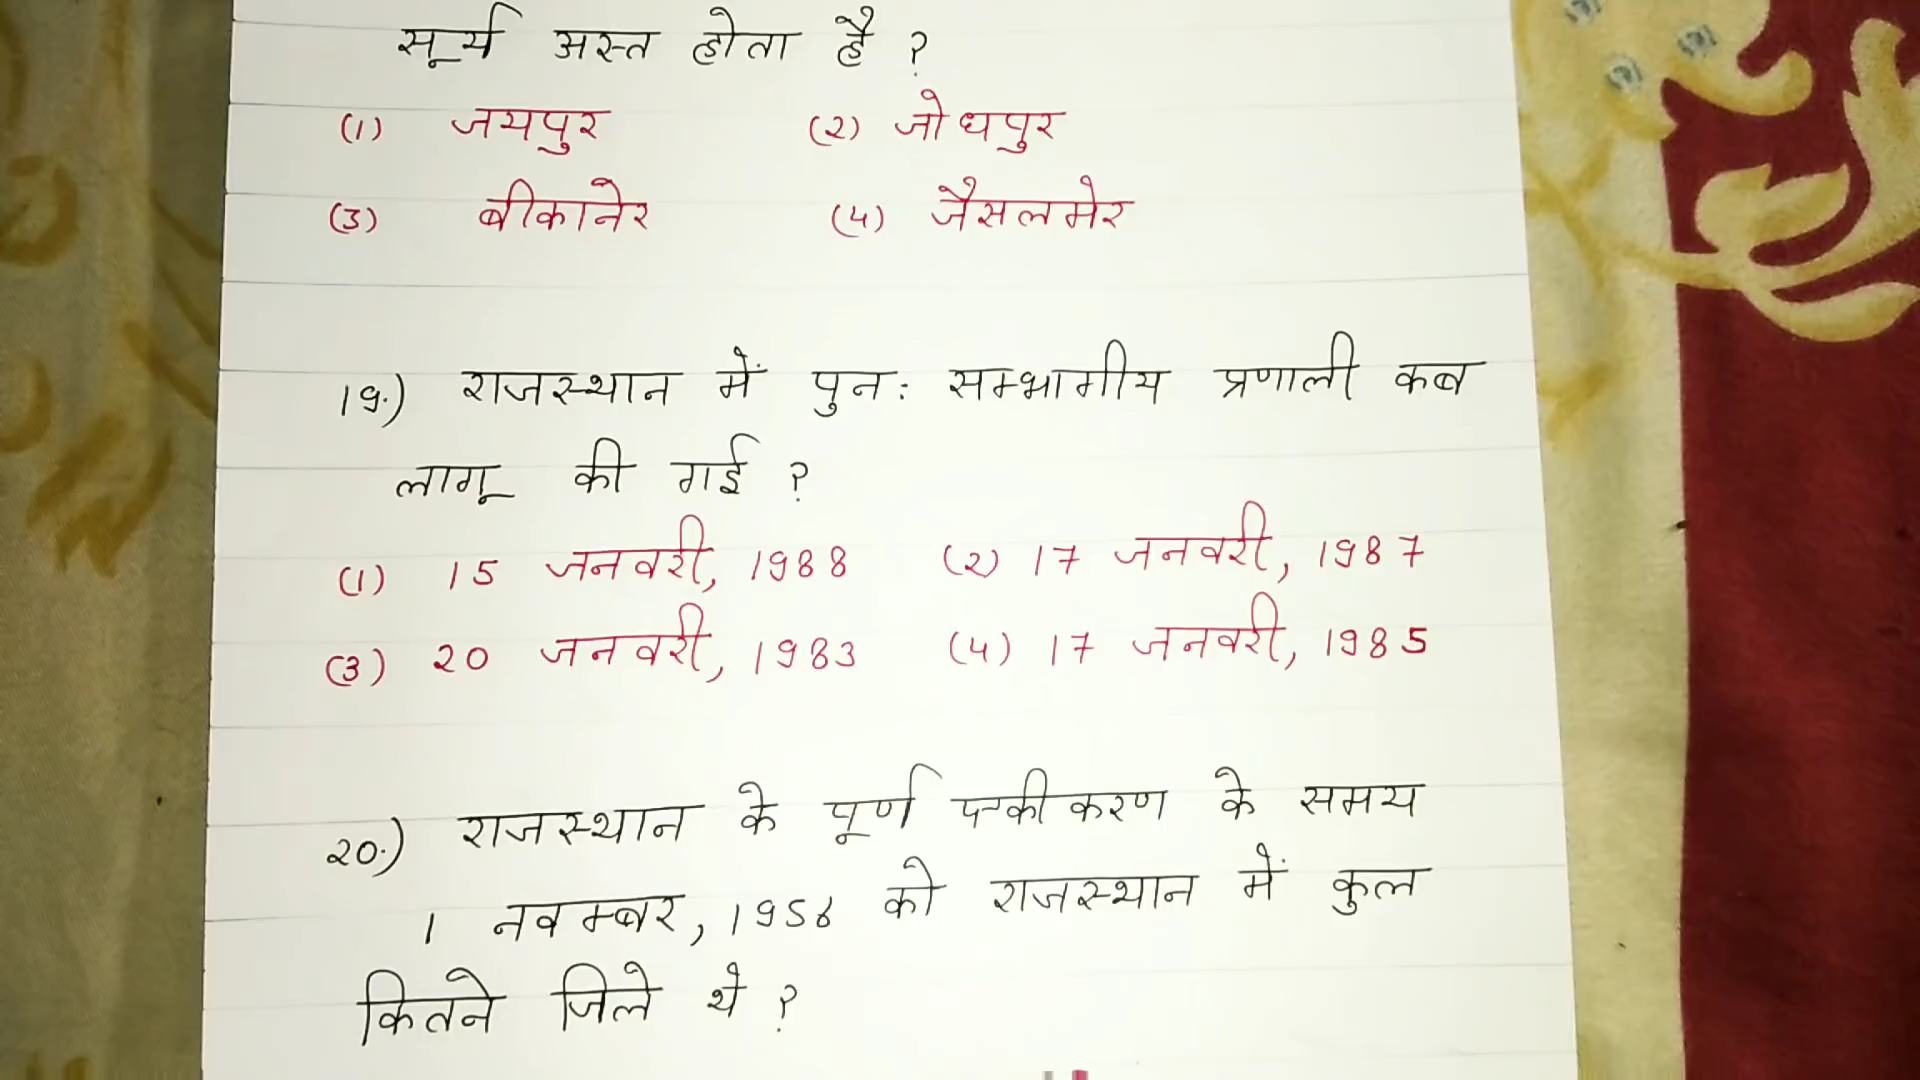 सूर्य अस्त होता है ?
(1) जयपुर (2) जोधपुर
(3) बीकानेर (4) जैसलमेर
19.) राजस्थान में पुनः सम्भागीय प्रणाली कब
लागू की गई ?
(1) 15 जनवरी, 1988 (2) 17 जनवरी, 1987
(3) 20 जनवरी, 1983 (4) 17 जनवरी, 1985
20.) राजस्थान के पूर्ण एकीकरण के समय
1 नवम्बर, 1956 को राजस्थान में कुल
कितने जिले थे ?